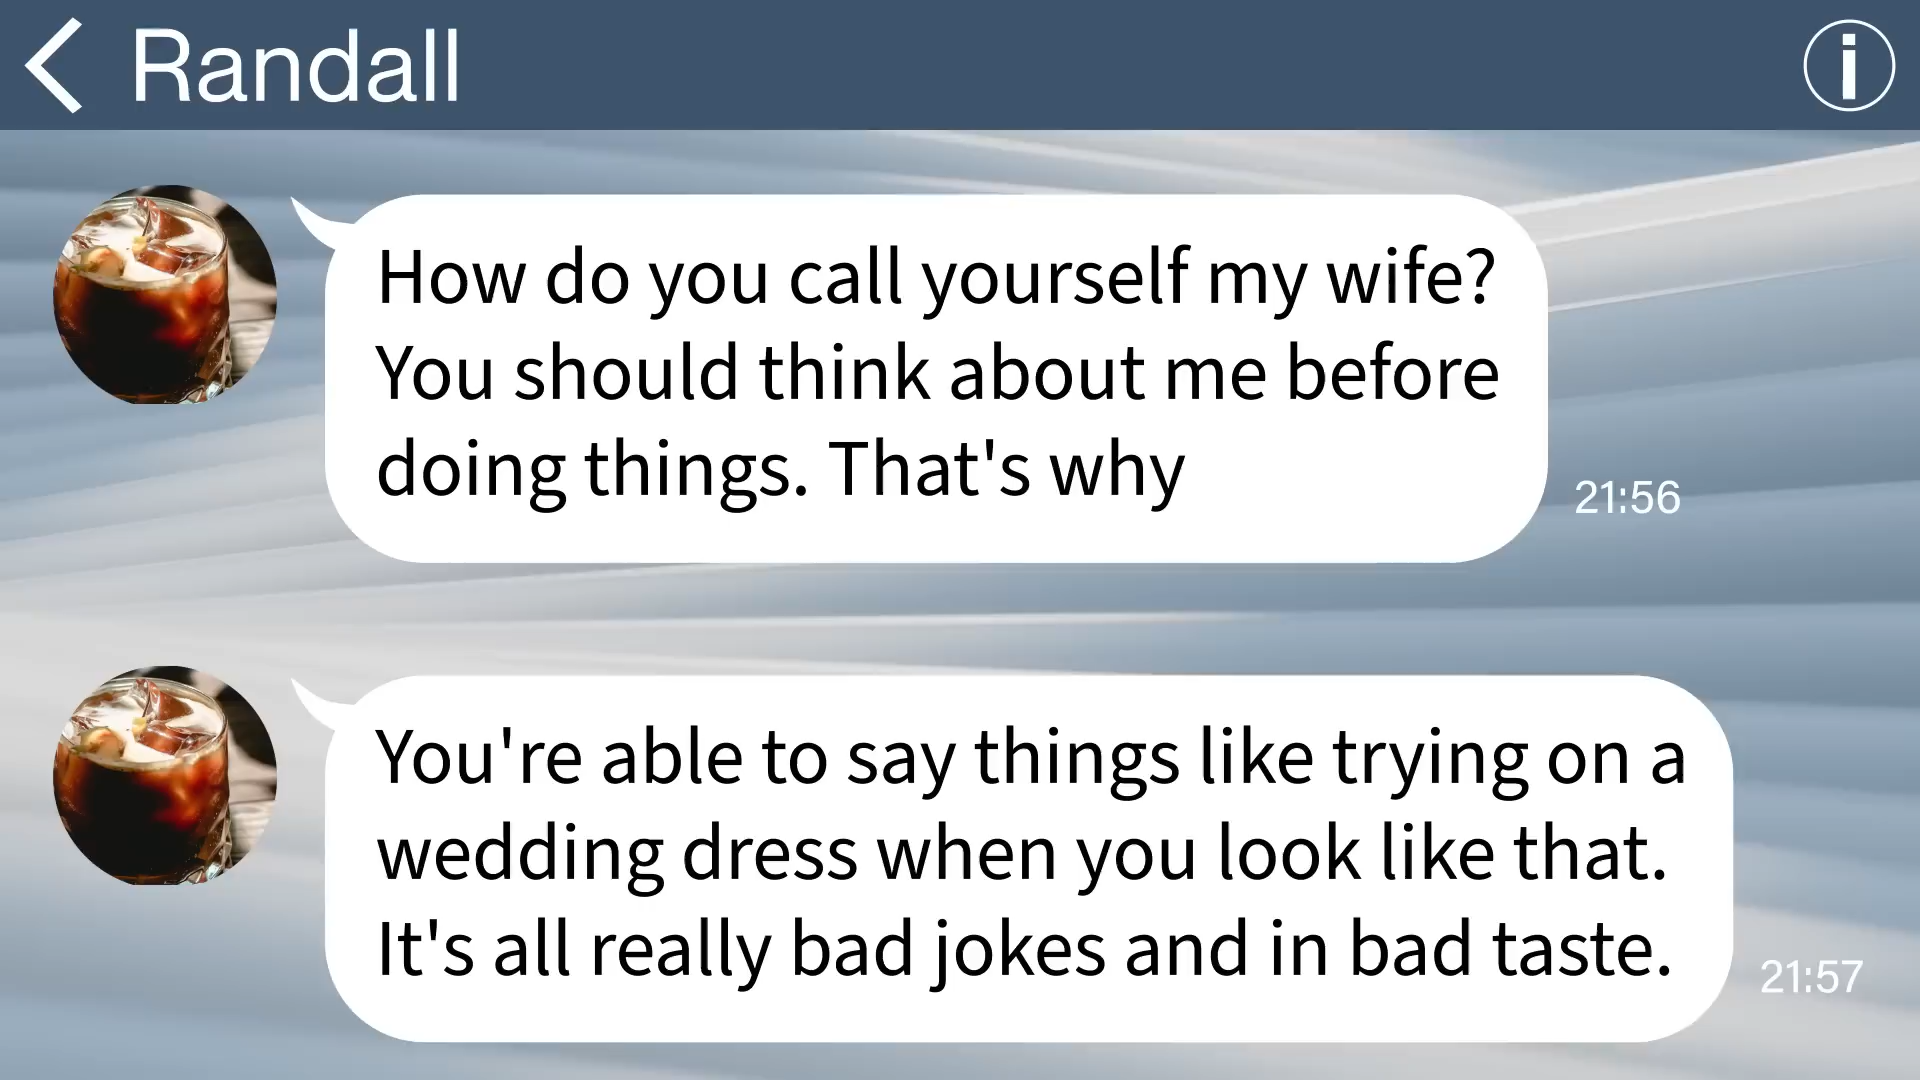 Randall
How do you call yourself my wife?
You should think about me before
doing things. That's why
21:56
You're able to say things like trying on a
wedding dress when you look like that.
It's all really bad jokes and in bad taste.
21:57